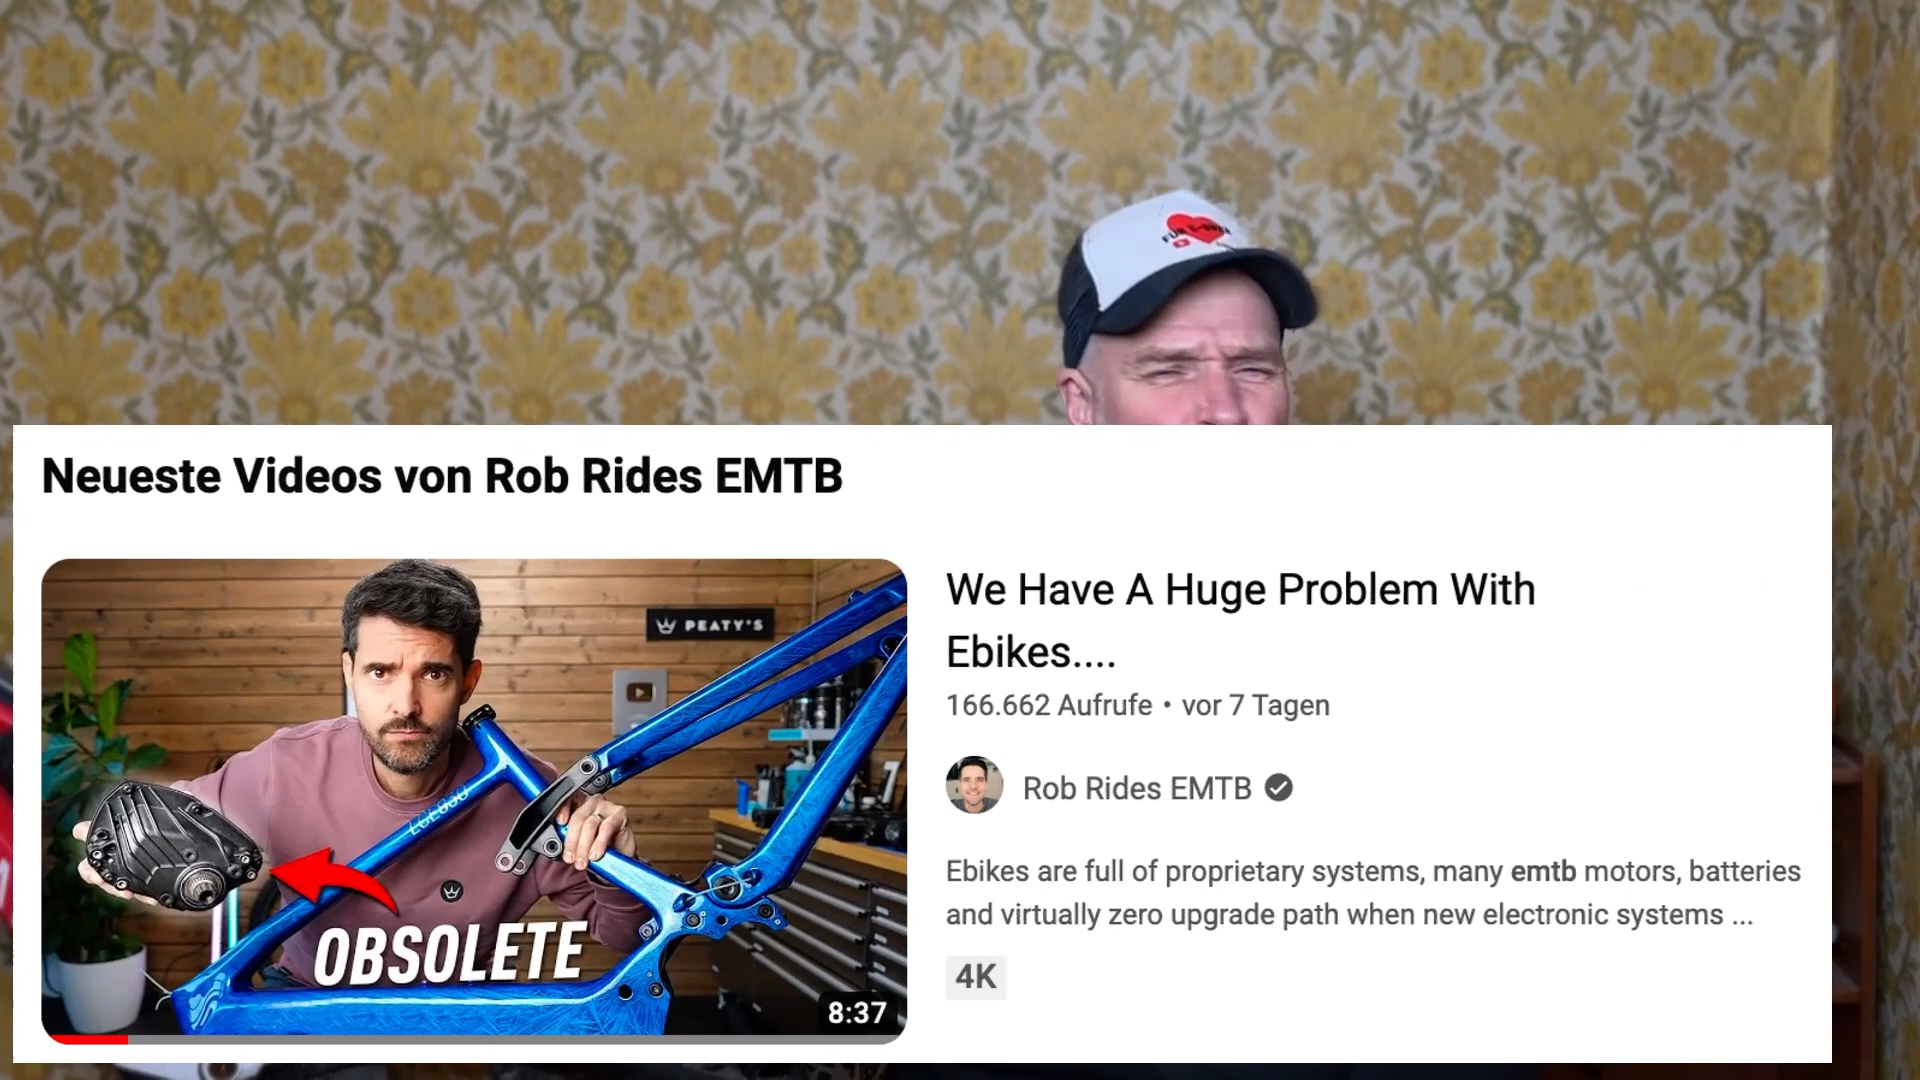 Neueste Videos von Rob Rides EMTB
PEATY'S
OBSOLETE
8:37
We Have A Huge Problem With
Ebikes....
166.662 Aufrufe • vor 7 Tagen
Rob Rides EMTB
Ebikes are full of proprietary systems, many emtb motors, batteries
and virtually zero upgrade path when new electronic systems ...
4K